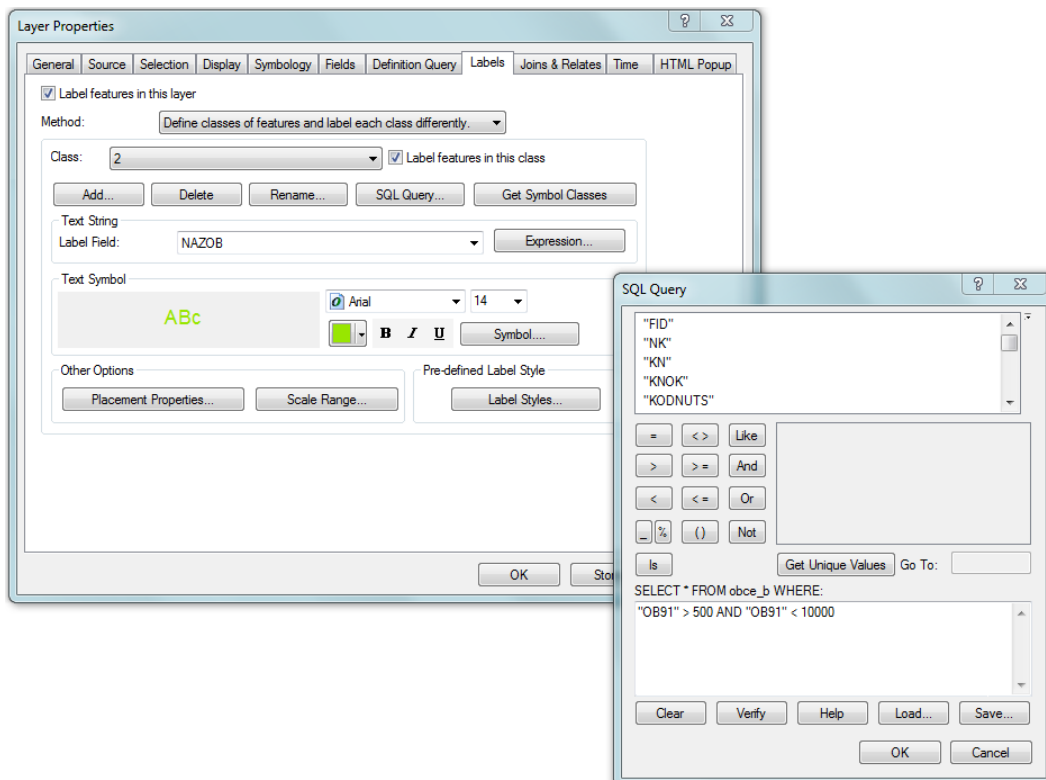 Layer Properties
General Source Selection Display Symbology Fields Definition Query Labels Joins & Relates Time HTML Popup
Label features in this layer
Method: Define classes of features and label each class differently.
Class: 2 Label features in this class
Add... Delete Rename... SQL Query... Get Symbol Classes
Text String
Label Field: NAZOB Expression...
Text Symbol
ABc
Arial 14
B I U Symbol....
Other Options
Placement Properties... Scale Range...
Pre-defined Label Style
Label Styles...
OK Stor
SQL Query
"FID"
"NK"
"KN"
"KNOK"
"KODNUTS"
= < > Like
> > = And
< < = Or
_ % ( ) Not
Is Get Unique Values Go To:
SELECT * FROM obce_b WHERE:
"OB91" > 500 AND "OB91" < 10000
Clear Verify Help Load... Save...
OK Cancel